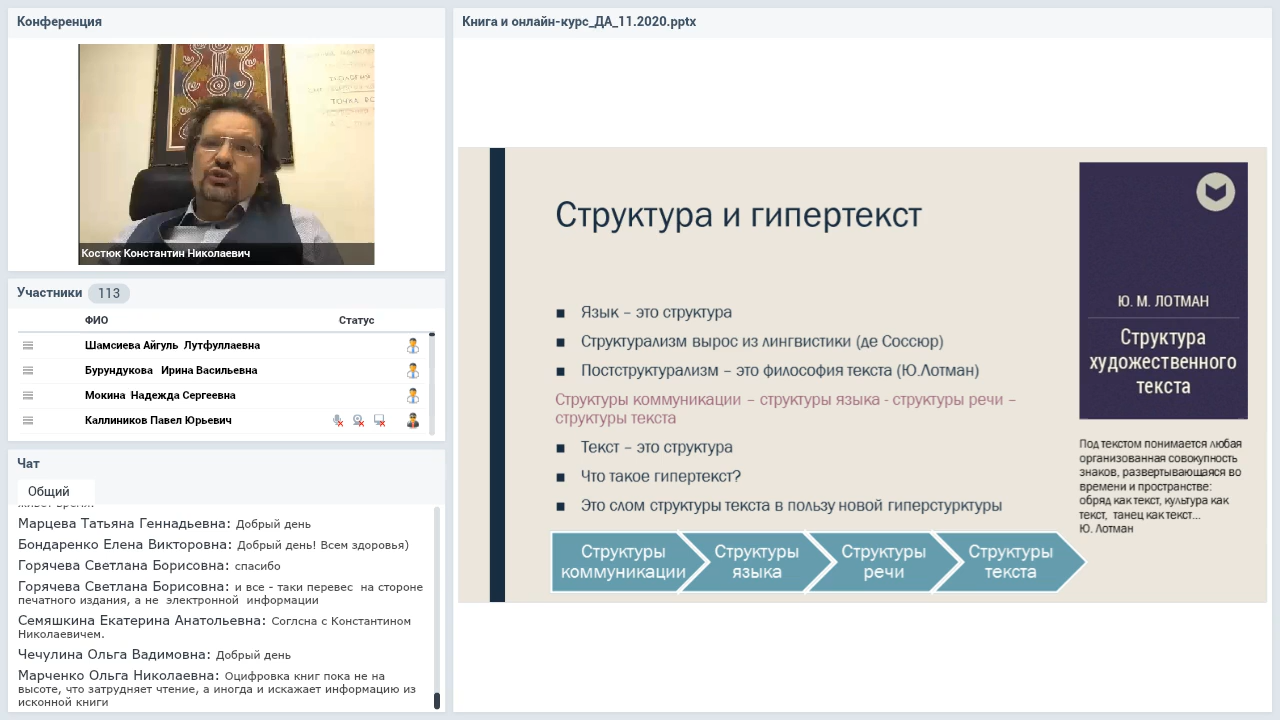 Конференция
Костюк Константин Николаевич
Участники 113
ФИО Статус
Шамсиева Айгуль Лутфуллаевна
Бурундукова Ирина Васильевна
Мокина Надежда Сергеевна
Каллиников Павел Юрьевич
Чат
Общий
Марцева Татьяна Геннадьевна: Добрый день
Бондаренко Елена Викторовна: Добрый день! Всем здоровья)
Горячева Светлана Борисовна: спасибо
Горячева Светлана Борисовна: и все - таки перевес на стороне
печатного издания, а не электронной информации
Семяшкина Екатерина Анатольевна: Соглсна с Константином
Николаевичем.
Чечулина Ольга Вадимовна: Добрый день
Марченко Ольга Николаевна: Оцифровка книг пока не на
высоте, что затрудняет чтение, а иногда и искажает информацию из
исконной книги
Книга и онлайн-курс_ДА_11.2020.pptx
Структура и гипертекст
■ Язык – это структура
■ Структурализм вырос из лингвистики (де Соссюр)
■ Постструктурализм – это философия текста (Ю.Лотман)
Структуры коммуникации – структуры языка - структуры речи –
структуры текста
■ Текст – это структура
■ Что такое гипертекст?
■ Это слом структуры текста в пользу новой гиперстурктуры
Структуры
коммуникации
Структуры
языка
Структуры
речи
Структуры
текста
Ю. М. ЛОТМАН
Структура
художественного
текста
Под текстом понимается любая
организованная совокупность
знаков, развертывающаяся во
времени и пространстве:
обряд как текст, культура как
текст, танец как текст...
Ю. Лотман